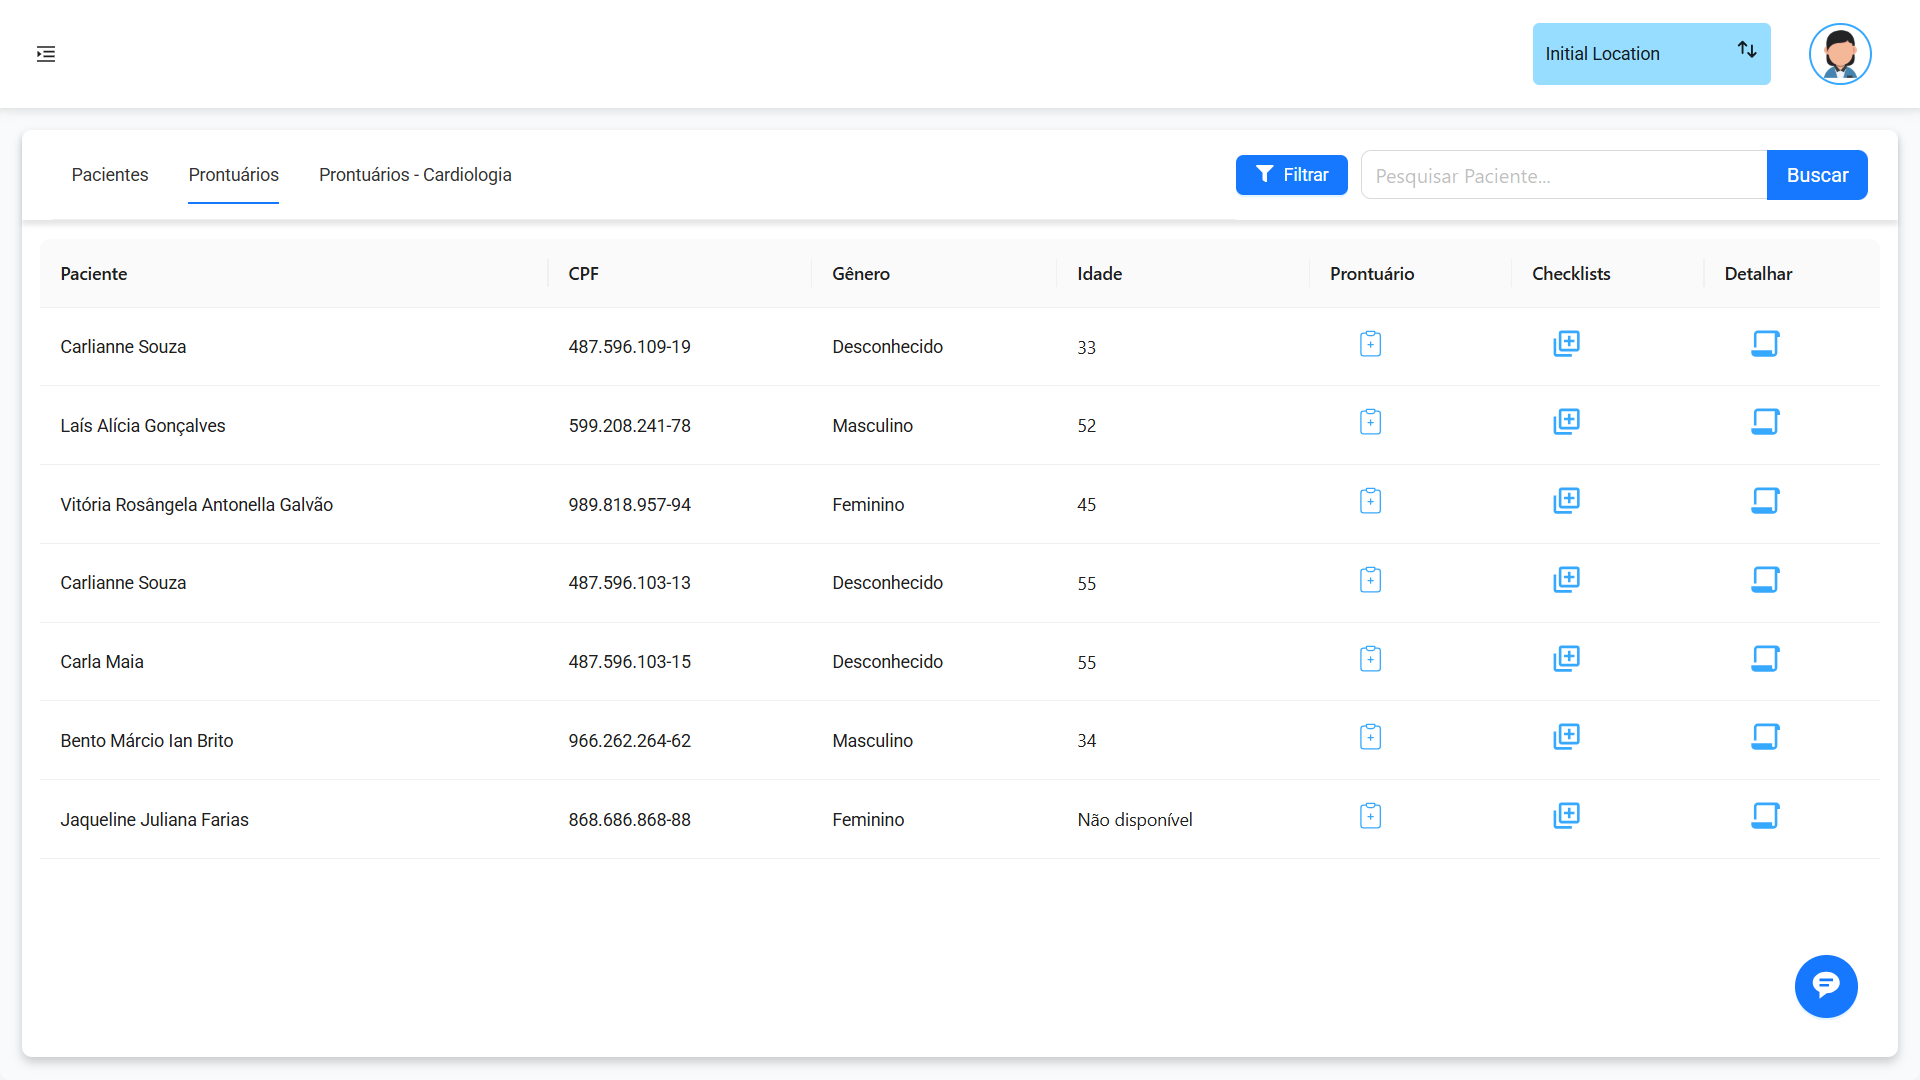 Initial Location
Pacientes Prontuários Prontuários - Cardiologia Filtrar Pesquisar Paciente... Buscar
Paciente CPF Gênero Idade Prontuário Checklists Detalhar
Carlianne Souza 487.596.109-19 Desconhecido 33
Laís Alícia Gonçalves 599.208.241-78 Masculino 52
Vitória Rosângela Antonella Galvão 989.818.957-94 Feminino 45
Carlianne Souza 487.596.103-13 Desconhecido 55
Carla Maia 487.596.103-15 Desconhecido 55
Bento Márcio Ian Brito 966.262.264-62 Masculino 34
Jaqueline Juliana Farias 868.686.868-88 Feminino Não disponível